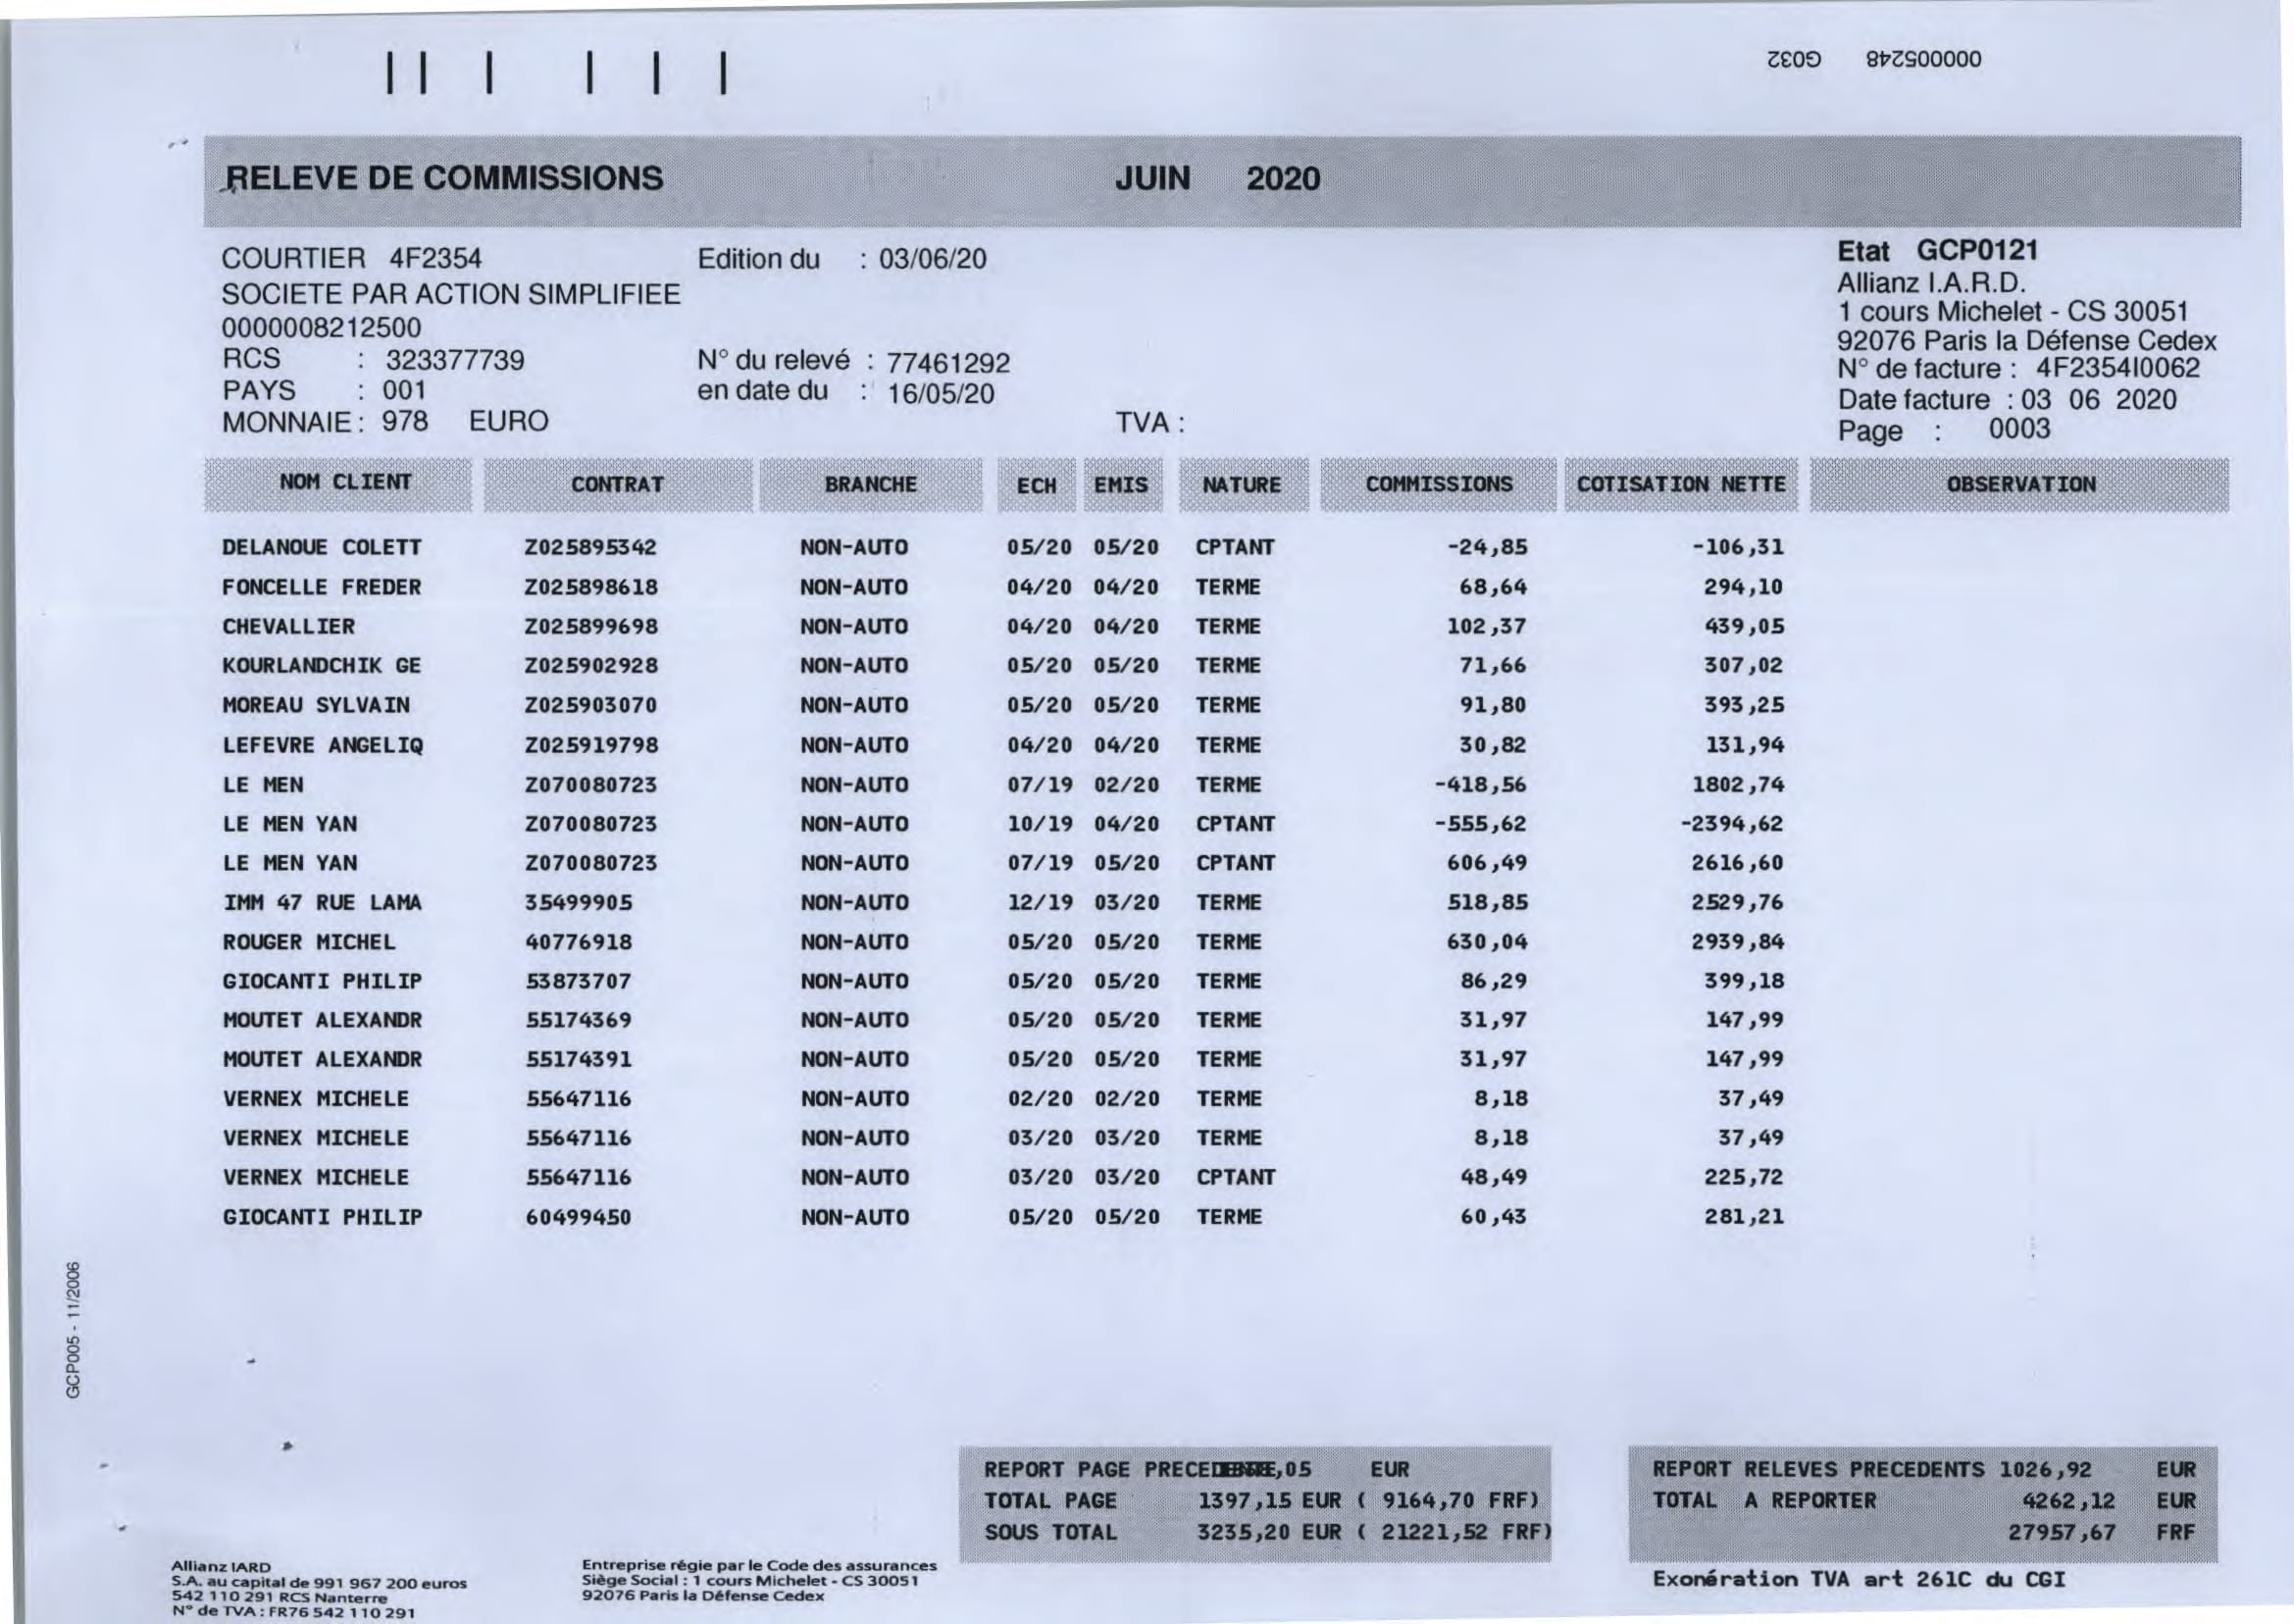 000005248 G032
RELEVE DE COMMISSIONS JUIN 2020
COURTIER 4F2354 Edition du : 03/06/20 Etat GCP0121
SOCIETE PAR ACTION SIMPLIFIEE Allianz I.A.R.D.
0000008212500 1 cours Michelet - CS 30051
92076 Paris la Défense Cedex
RCS : 323377739 N° du relevé : 77461292 N° de facture : 4F2354I0062
PAYS : 001 en date du : 16/05/20 Date facture : 03 06 2020
MONNAIE : 978 EURO TVA : Page : 0003
NOM CLIENT CONTRAT BRANCHE ECH EMIS NATURE COMMISSIONS COTISATION NETTE OBSERVATION
DELANOUE COLETT Z025895342 NON-AUTO 05/20 05/20 CPTANT -24,85 -106,31
FONCELLE FREDER Z025898618 NON-AUTO 04/20 04/20 TERME 68,64 294,10
CHEVALLIER Z025899698 NON-AUTO 04/20 04/20 TERME 102,37 439,05
KOURLANDCHIK GE Z025902928 NON-AUTO 05/20 05/20 TERME 71,66 307,02
MOREAU SYLVAIN Z025903070 NON-AUTO 05/20 05/20 TERME 91,80 393,25
LEFEVRE ANGELIQ Z025919798 NON-AUTO 04/20 04/20 TERME 30,82 131,94
LE MEN Z070080723 NON-AUTO 07/19 02/20 TERME -418,56 1802,74
LE MEN YAN Z070080723 NON-AUTO 10/19 04/20 CPTANT -555,62 -2394,62
LE MEN YAN Z070080723 NON-AUTO 07/19 05/20 CPTANT 606,49 2616,60
IMM 47 RUE LAMA 35499905 NON-AUTO 12/19 03/20 TERME 518,85 2529,76
ROUGER MICHEL 40776918 NON-AUTO 05/20 05/20 TERME 630,04 2939,84
GIOCANTI PHILIP 53873707 NON-AUTO 05/20 05/20 TERME 86,29 399,18
MOUTET ALEXANDR 55174369 NON-AUTO 05/20 05/20 TERME 31,97 147,99
MOUTET ALEXANDR 55174391 NON-AUTO 05/20 05/20 TERME 31,97 147,99
VERNEX MICHELE 55647116 NON-AUTO 02/20 02/20 TERME 8,18 37,49
VERNEX MICHELE 55647116 NON-AUTO 03/20 03/20 TERME 8,18 37,49
VERNEX MICHELE 55647116 NON-AUTO 03/20 03/20 CPTANT 48,49 225,72
GIOCANTI PHILIP 60499450 NON-AUTO 05/20 05/20 TERME 60,43 281,21
GCP005 - 11/2006
REPORT PAGE EUR REPORT RELEVES PRECEDENTS 1026,92 EUR
TOTAL PAGE 1397,15 EUR ( 9164,70 FRF) TOTAL A REPORTER 4262,12 EUR
SOUS TOTAL 3235,20 EUR ( 21221,52 FRF) 27957,67 FRF
Exonération TVA art 261C du CGI
Allianz IARD
S.A. au capital de 991 967 200 euros
542 110 291 RCS Nanterre
N° de TVA : FR76 542 110 291
Entreprise régie par le Code des assurances
Siège Social : 1 cours Michelet - CS 30051
92076 Paris la Défense Cedex